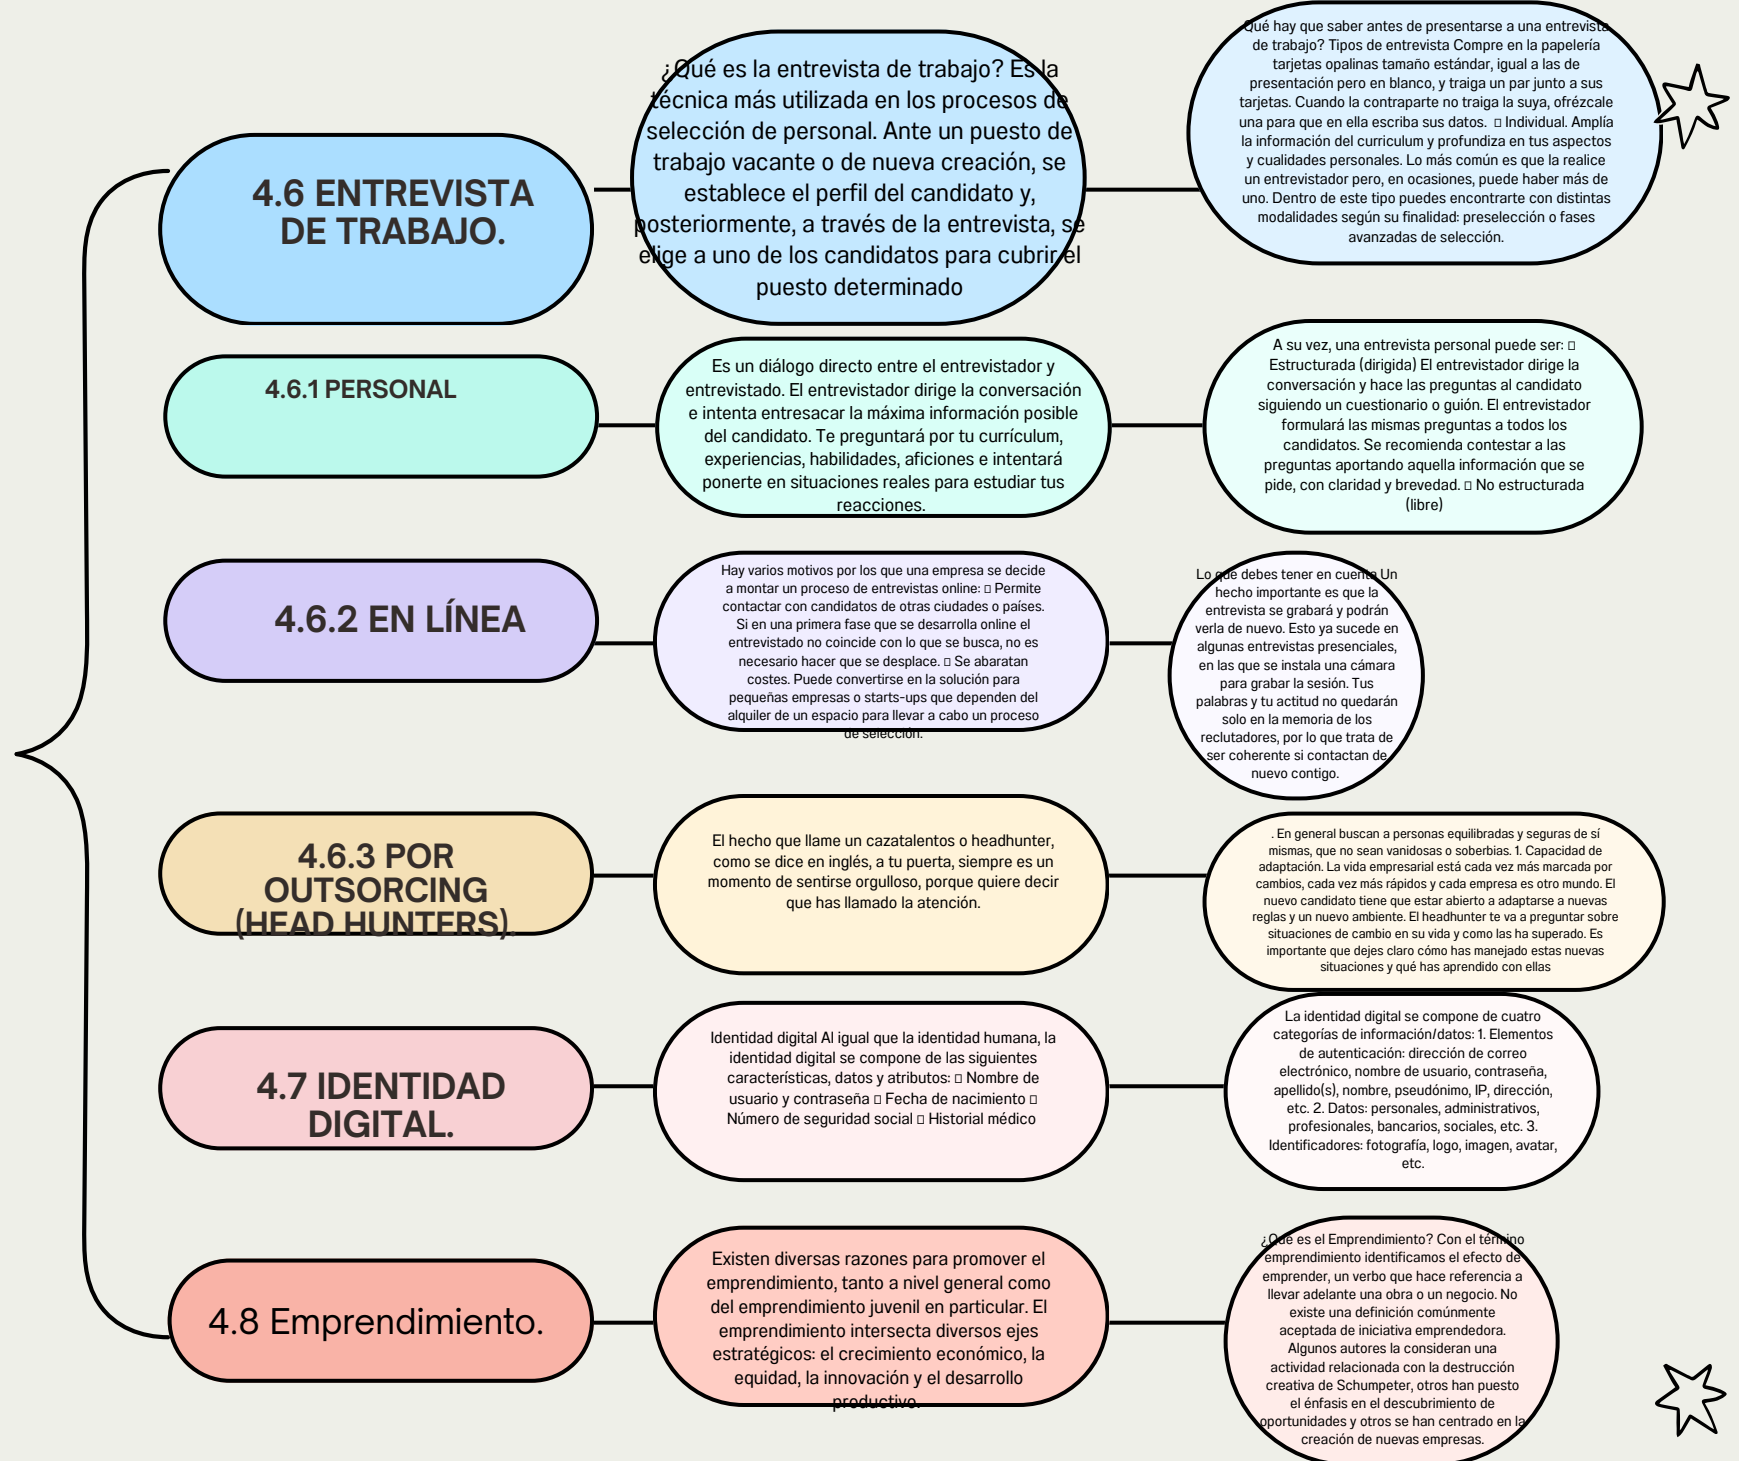 4.6 ENTREVISTA
DE TRABAJO.
¿Qué es la entrevista de trabajo? Es la
técnica más utilizada en los procesos de
selección de personal. Ante un puesto de
trabajo vacante o de nueva creación, se
establece el perfil del candidato y,
posteriormente, a través de la entrevista, se
elige a uno de los candidatos para cubrir el
puesto determinado
Qué hay que saber antes de presentarse a una entrevista
de trabajo? Tipos de entrevista Compre en la papelería
tarjetas opalinas tamaño estándar, igual a las de
presentación pero en blanco, y traiga un par junto a sus
tarjetas. Cuando la contraparte no traiga la suya, ofrézcale
una para que en ella escriba sus datos. ▯ Individual. Amplía
la información del curriculum y profundiza en tus aspectos
y cualidades personales. Lo más común es que la realice
un entrevistador pero, en ocasiones, puede haber más de
uno. Dentro de este tipo puedes encontrarte con distintas
modalidades según su finalidad: preselección o fases
avanzadas de selección.
4.6.1 PERSONAL
Es un diálogo directo entre el entrevistador y
entrevistado. El entrevistador dirige la conversación
e intenta entresacar la máxima información posible
del candidato. Te preguntará por tu currículum,
experiencias, habilidades, aficiones e intentará
ponerte en situaciones reales para estudiar tus
reacciones.
A su vez, una entrevista personal puede ser: ▯
Estructurada (dirigida) El entrevistador dirige la
conversación y hace las preguntas al candidato
siguiendo un cuestionario o guión. El entrevistador
formulará las mismas preguntas a todos los
candidatos. Se recomienda contestar a las
preguntas aportando aquella información que se
pide, con claridad y brevedad. ▯ No estructurada
(libre)
4.6.2 EN LÍNEA
Hay varios motivos por los que una empresa se decide
a montar un proceso de entrevistas online: ▯ Permite
contactar con candidatos de otras ciudades o países.
Si en una primera fase que se desarrolla online el
entrevistado no coincide con lo que se busca, no es
necesario hacer que se desplace. ▯ Se abaratan
costes. Puede convertirse en la solución para
pequeñas empresas o starts-ups que dependen del
alquiler de un espacio para llevar a cabo un proceso
de selección.
Lo que debes tener en cuenta Un
hecho importante es que la
entrevista se grabará y podrán
verla de nuevo. Esto ya sucede en
algunas entrevistas presenciales,
en las que se instala una cámara
para grabar la sesión. Tus
palabras y tu actitud no quedarán
solo en la memoria de los
reclutadores, por lo que trata de
ser coherente si contactan de
nuevo contigo.
4.6.3 POR
OUTSORCING
(HEAD HUNTERS).
El hecho que llame un cazatalentos o headhunter,
como se dice en inglés, a tu puerta, siempre es un
momento de sentirse orgulloso, porque quiere decir
que has llamado la atención.
. En general buscan a personas equilibradas y seguras de sí
mismas, que no sean vanidosas o soberbias. 1. Capacidad de
adaptación. La vida empresarial está cada vez más marcada por
cambios, cada vez más rápidos y cada empresa es otro mundo. El
nuevo candidato tiene que estar abierto a adaptarse a nuevas
reglas y un nuevo ambiente. El headhunter te va a preguntar sobre
situaciones de cambio en su vida y como las ha superado. Es
importante que dejes claro cómo has manejado estas nuevas
situaciones y qué has aprendido con ellas
4.7 IDENTIDAD
DIGITAL.
Identidad digital Al igual que la identidad humana, la
identidad digital se compone de las siguientes
características, datos y atributos: ▯ Nombre de
usuario y contraseña ▯ Fecha de nacimiento ▯
Número de seguridad social ▯ Historial médico
La identidad digital se compone de cuatro
categorías de información/datos: 1. Elementos
de autenticación: dirección de correo
electrónico, nombre de usuario, contraseña,
apellido(s), nombre, pseudónimo, IP, dirección,
etc. 2. Datos: personales, administrativos,
profesionales, bancarios, sociales, etc. 3.
Identificadores: fotografía, logo, imagen, avatar,
etc.
4.8 Emprendimiento.
Existen diversas razones para promover el
emprendimiento, tanto a nivel general como
del emprendimiento juvenil en particular. El
emprendimiento intersecta diversos ejes
estratégicos: el crecimiento económico, la
equidad, la innovación y el desarrollo
productivo.
¿Qué es el Emprendimiento? Con el término
emprendimiento identificamos el efecto de
emprender, un verbo que hace referencia a
llevar adelante una obra o un negocio. No
existe una definición comúnmente
aceptada de iniciativa emprendedora.
Algunos autores la consideran una
actividad relacionada con la destrucción
creativa de Schumpeter, otros han puesto
el énfasis en el descubrimiento de
oportunidades y otros se han centrado en la
creación de nuevas empresas.